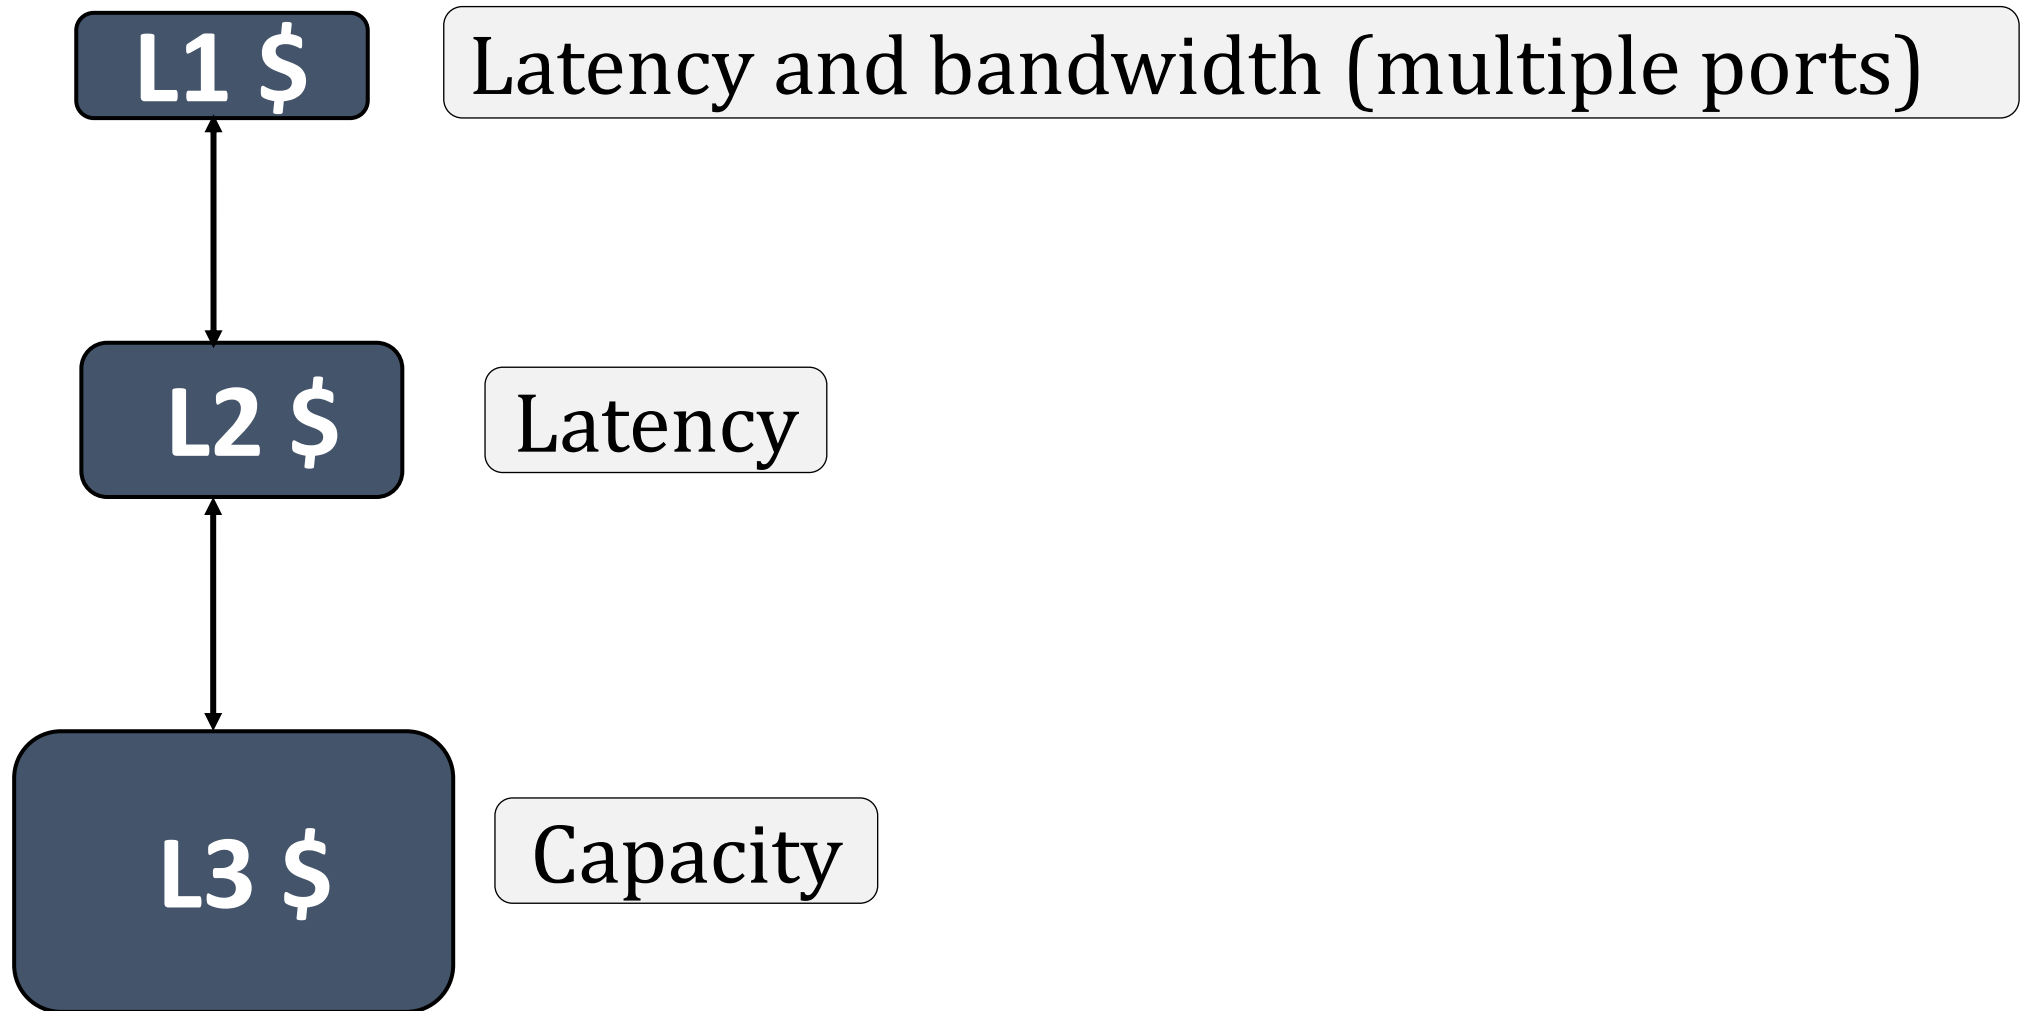 L1 $
Latency and bandwidth (multiple ports)
L2 $
Latency
L3 $
Capacity